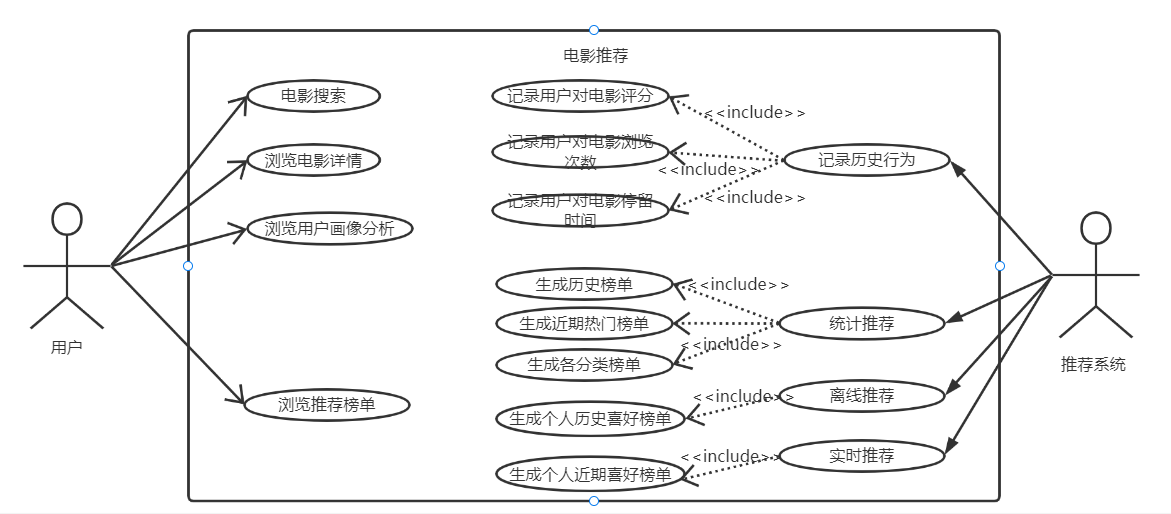 电影推荐
电影搜索
浏览电影详情
浏览用户画像分析
浏览推荐榜单
用户
记录用户对电影评分
记录用户对电影浏览
次数
记录用户对电影停留
时间
<<include>>
<<include>>
<<include>>
记录历史行为
生成历史榜单
生成近期热门榜单
生成各分类榜单
<<include>>
<<include>>
统计推荐
生成个人历史喜好榜单
<<include>>
离线推荐
生成个人近期喜好榜单
<<include>>
实时推荐
推荐系统